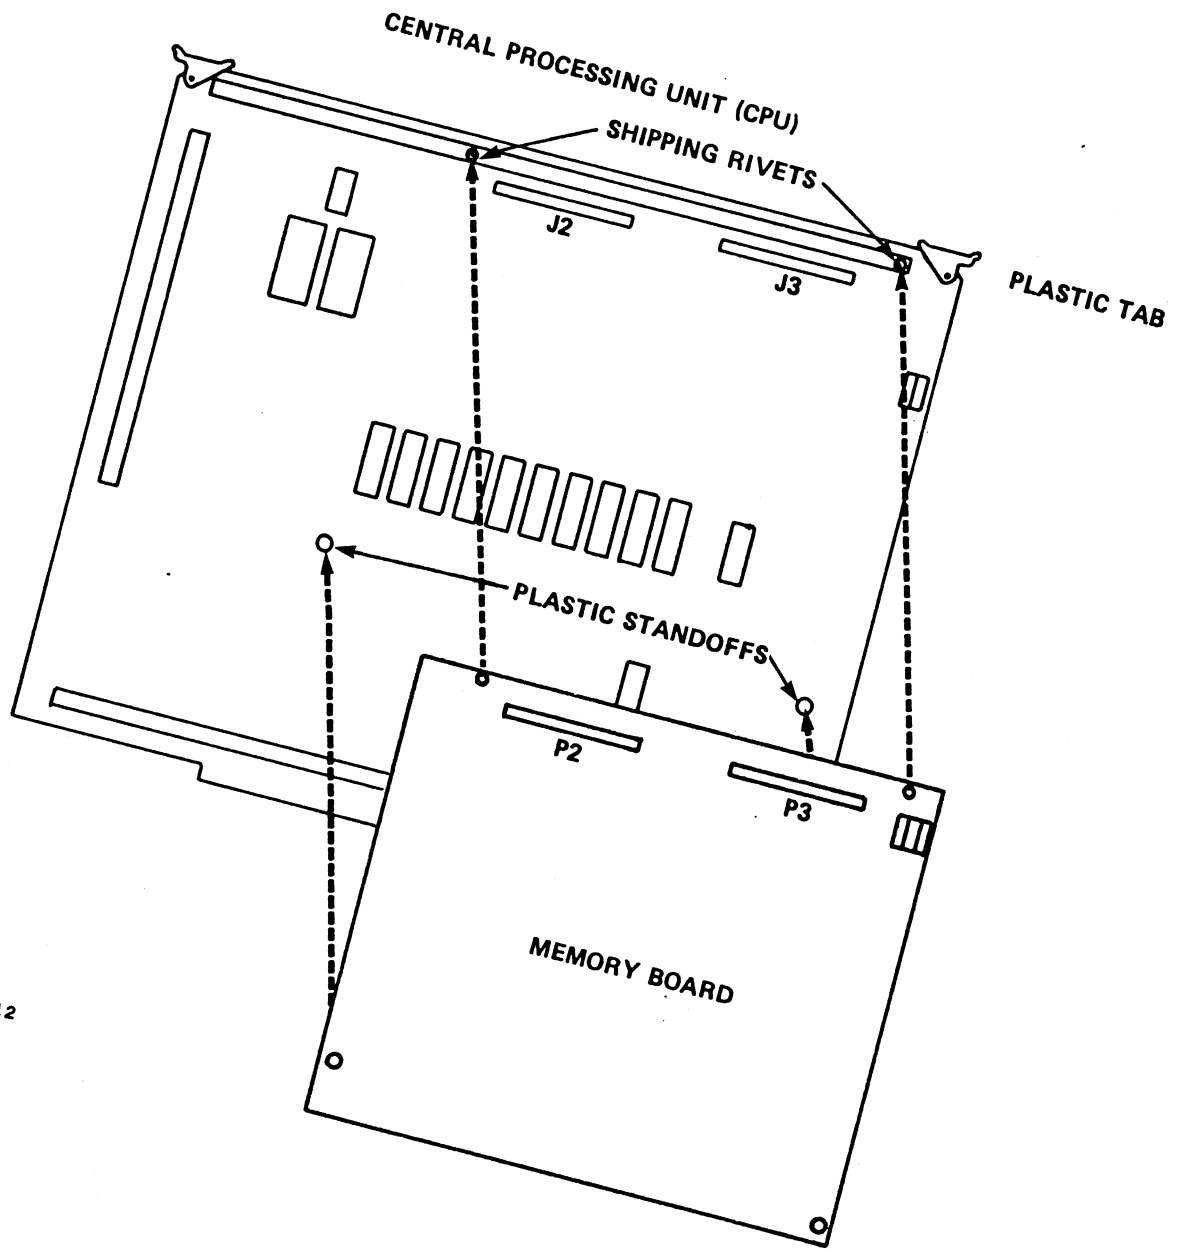 CENTRAL PROCESSING UNIT (CPU)
SHIPPING RIVETS
J2
J3
PLASTIC TAB
PLASTIC STANDOFFS
P2
P3
MEMORY BOARD